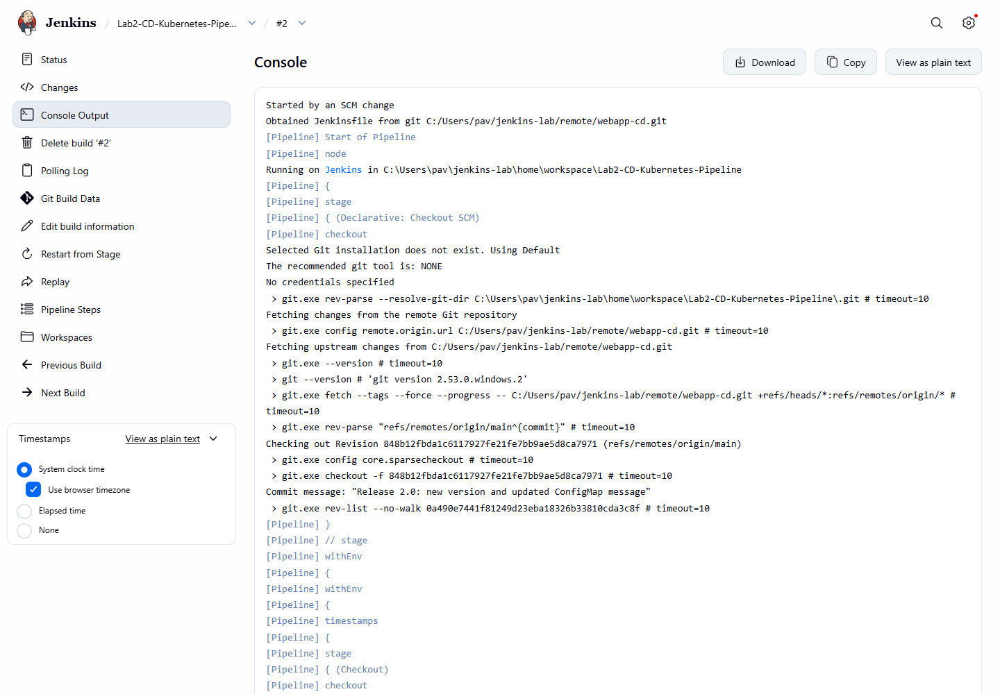 Jenkins / Lab2-CD-Kubernetes-Pipe... / #2
Status
Changes
Console Output
Delete build ‘#2’
Polling Log
Git Build Data
Edit build information
Restart from Stage
Replay
Pipeline Steps
Workspaces
Previous Build
Next Build
Timestamps View as plain text
System clock time
Use browser timezone
Elapsed time
None
Console
Download Copy View as plain text
Started by an SCM change
Obtained Jenkinsfile from git C:/Users/pav/jenkins-lab/remote/webapp-cd.git
[Pipeline] Start of Pipeline
[Pipeline] node
Running on Jenkins in C:\Users\pav\jenkins-lab\home\workspace\Lab2-CD-Kubernetes-Pipeline
[Pipeline] {
[Pipeline] stage
[Pipeline] { (Declarative: Checkout SCM)
[Pipeline] checkout
Selected Git installation does not exist. Using Default
The recommended git tool is: NONE
No credentials specified
> git.exe rev-parse --resolve-git-dir C:\Users\pav\jenkins-lab\home\workspace\Lab2-CD-Kubernetes-Pipeline\.git # timeout=10
Fetching changes from the remote Git repository
> git.exe config remote.origin.url C:/Users/pav/jenkins-lab/remote/webapp-cd.git # timeout=10
Fetching upstream changes from C:/Users/pav/jenkins-lab/remote/webapp-cd.git
> git.exe --version # timeout=10
> git --version # 'git version 2.53.0.windows.2'
> git.exe fetch --tags --force --progress -- C:/Users/pav/jenkins-lab/remote/webapp-cd.git +refs/heads/*:refs/remotes/origin/* #
timeout=10
> git.exe rev-parse "refs/remotes/origin/main^{commit}" # timeout=10
Checking out Revision 848b12fbda1c6117927fe21fe7bb9ae5d8ca7971 (refs/remotes/origin/main)
> git.exe config core.sparsecheckout # timeout=10
> git.exe checkout -f 848b12fbda1c6117927fe21fe7bb9ae5d8ca7971 # timeout=10
Commit message: "Release 2.0: new version and updated ConfigMap message"
> git.exe rev-list --no-walk 0a490e7441f81249d23eba18326b33810cda3c8f # timeout=10
[Pipeline] }
[Pipeline] // stage
[Pipeline] withEnv
[Pipeline] {
[Pipeline] withEnv
[Pipeline] {
[Pipeline] timestamps
[Pipeline] {
[Pipeline] stage
[Pipeline] { (Checkout)
[Pipeline] checkout